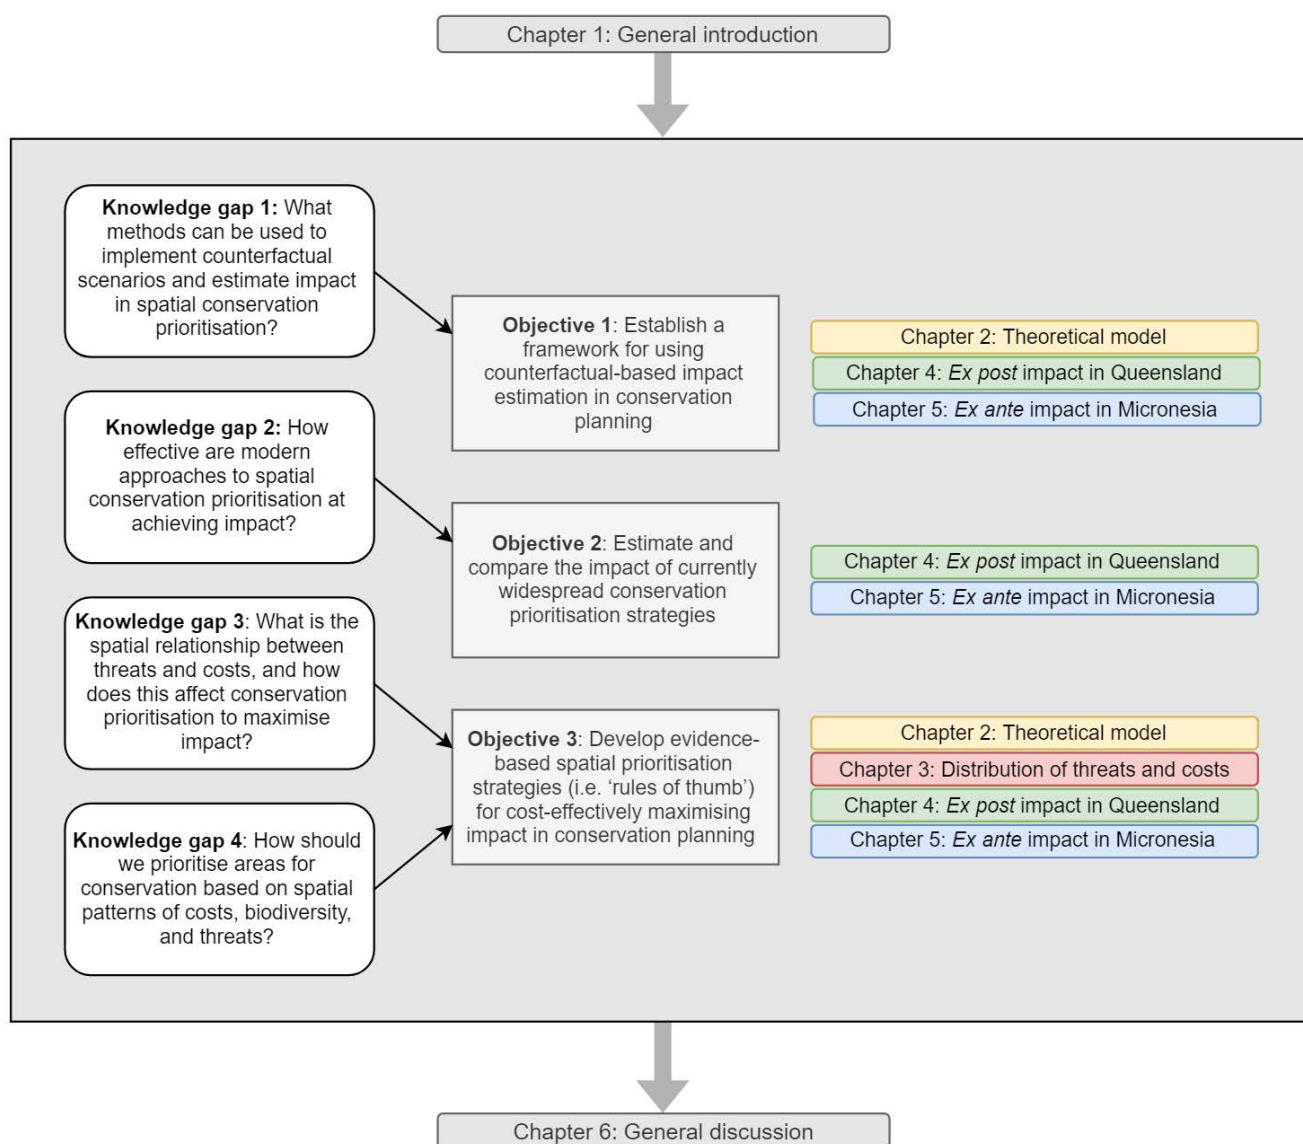 Chapter 1: General introduction
Knowledge gap 1: What
methods can be used to
implement counterfactual
scenarios and estimate impact
in spatial conservation
prioritisation?
Knowledge gap 2: How
effective are modern
approaches to spatial
conservation prioritisation at
achieving impact?
Knowledge gap 3: What is the
spatial relationship between
threats and costs, and how
does this affect conservation
prioritisation to maximise
impact?
Knowledge gap 4: How should
we prioritise areas for
conservation based on spatial
patterns of costs, biodiversity,
and threats?
Objective 1: Establish a
framework for using
counterfactual-based impact
estimation in conservation
planning
Objective 2: Estimate and
compare the impact of currently
widespread conservation
prioritisation strategies
Objective 3: Develop evidence-
based spatial prioritisation
strategies (i.e. ‘rules of thumb’)
for cost-effectively maximising
impact in conservation planning
Chapter 2: Theoretical model
Chapter 4: Ex post impact in Queensland
Chapter 5: Ex ante impact in Micronesia
Chapter 4: Ex post impact in Queensland
Chapter 5: Ex ante impact in Micronesia
Chapter 2: Theoretical model
Chapter 3: Distribution of threats and costs
Chapter 4: Ex post impact in Queensland
Chapter 5: Ex ante impact in Micronesia
Chapter 6: General discussion